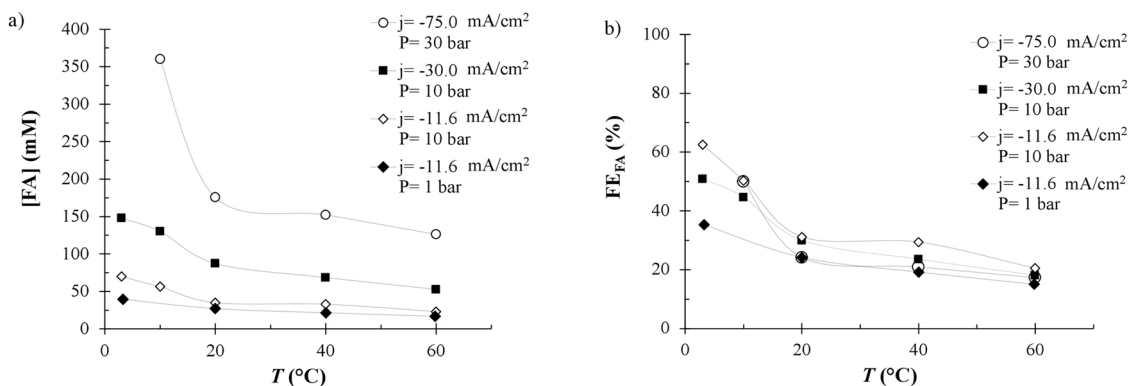 a)
400
350
300
250
200
150
100
50
0
[FA] (mM)
0 20 40 60
T (°C)
j= -75.0 mA/cm²
P= 30 bar
j= -30.0 mA/cm²
P= 10 bar
j= -11.6 mA/cm²
P= 10 bar
j= -11.6 mA/cm²
P= 1 bar
b)
100
80
60
40
20
0
FE_FA (%)
0 20 40 60
T (°C)
j= -75.0 mA/cm²
P= 30 bar
j= -30.0 mA/cm²
P= 10 bar
j= -11.6 mA/cm²
P= 10 bar
j= -11.6 mA/cm²
P= 1 bar